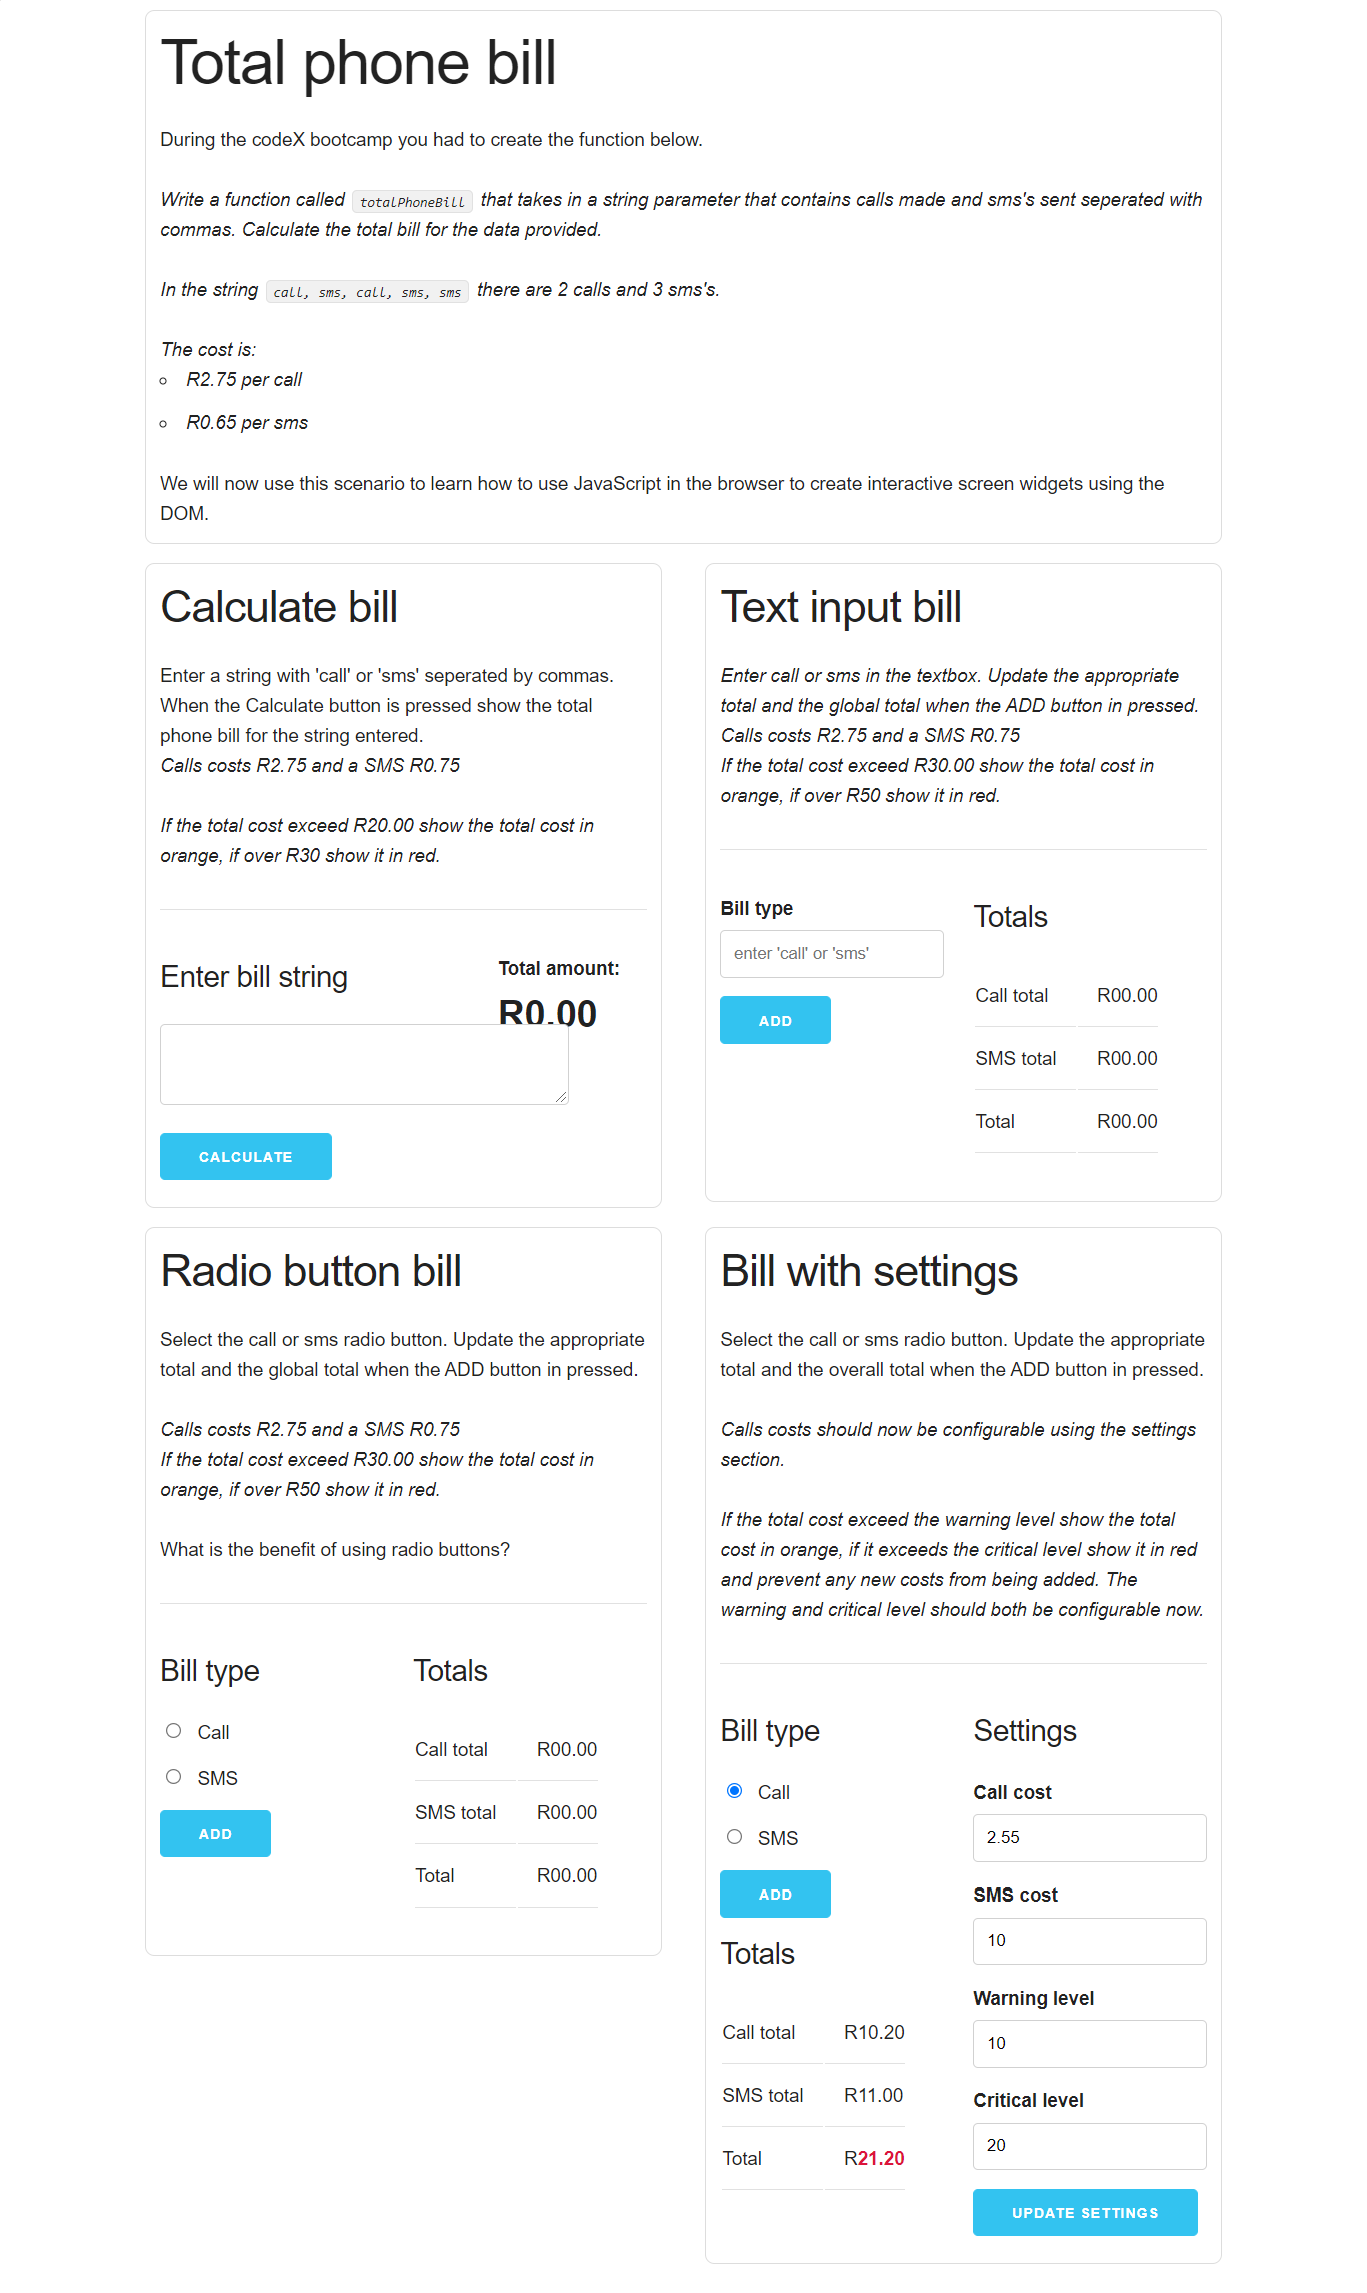 Total phone bill
During the codeX bootcamp you had to create the function below.
Write a function called totalPhoneBill that takes in a string parameter that contains calls made and sms's sent seperated with
commas. Calculate the total bill for the data provided.
In the string call, sms, call, sms, sms there are 2 calls and 3 sms's.
The cost is:
R2.75 per call
R0.65 per sms
We will now use this scenario to learn how to use JavaScript in the browser to create interactive screen widgets using the
DOM.
Calculate bill
Enter a string with 'call' or 'sms' seperated by commas.
When the Calculate button is pressed show the total
phone bill for the string entered.
Calls costs R2.75 and a SMS R0.75
If the total cost exceed R20.00 show the total cost in
orange, if over R30 show it in red.
Enter bill string
Total amount:
R0.00
CALCULATE
Text input bill
Enter call or sms in the textbox. Update the appropriate
total and the global total when the ADD button in pressed.
Calls costs R2.75 and a SMS R0.75
If the total cost exceed R30.00 show the total cost in
orange, if over R50 show it in red.
Bill type
enter 'call' or 'sms'
ADD
Totals
Call total R00.00
SMS total R00.00
Total R00.00
Radio button bill
Select the call or sms radio button. Update the appropriate
total and the global total when the ADD button in pressed.
Calls costs R2.75 and a SMS R0.75
If the total cost exceed R30.00 show the total cost in
orange, if over R50 show it in red.
What is the benefit of using radio buttons?
Bill type
Call
SMS
ADD
Totals
Call total R00.00
SMS total R00.00
Total R00.00
Bill with settings
Select the call or sms radio button. Update the appropriate
total and the overall total when the ADD button in pressed.
Calls costs should now be configurable using the settings
section.
If the total cost exceed the warning level show the total
cost in orange, if it exceeds the critical level show it in red
and prevent any new costs from being added. The
warning and critical level should both be configurable now.
Bill type
Call
SMS
ADD
Totals
Call total R10.20
SMS total R11.00
Total R21.20
Settings
Call cost
2.55
SMS cost
10
Warning level
10
Critical level
20
UPDATE SETTINGS